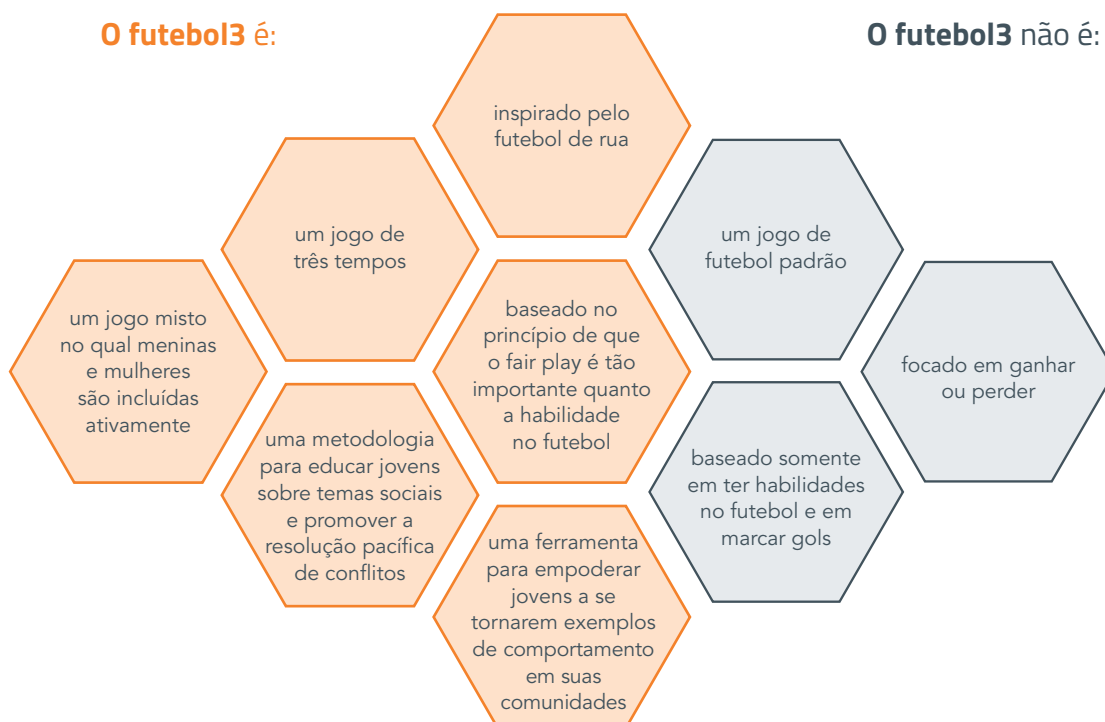 O futebol3 é:
O futebol3 não é:
inspirado pelo
futebol de rua
um jogo de
três tempos
um jogo de
futebol padrão
um jogo misto
no qual meninas
e mulheres
são incluídas
ativamente
baseado no
princípio de que
o fair play é tão
importante quanto
a habilidade
no futebol
focado em ganhar
ou perder
uma metodologia
para educar jovens
sobre temas sociais
e promover a
resolução pacífica
de conflitos
baseado somente
em ter habilidades
no futebol e em
marcar gols
uma ferramenta
para empoderar
jovens a se
tornarem exemplos
de comportamento
em suas
comunidades